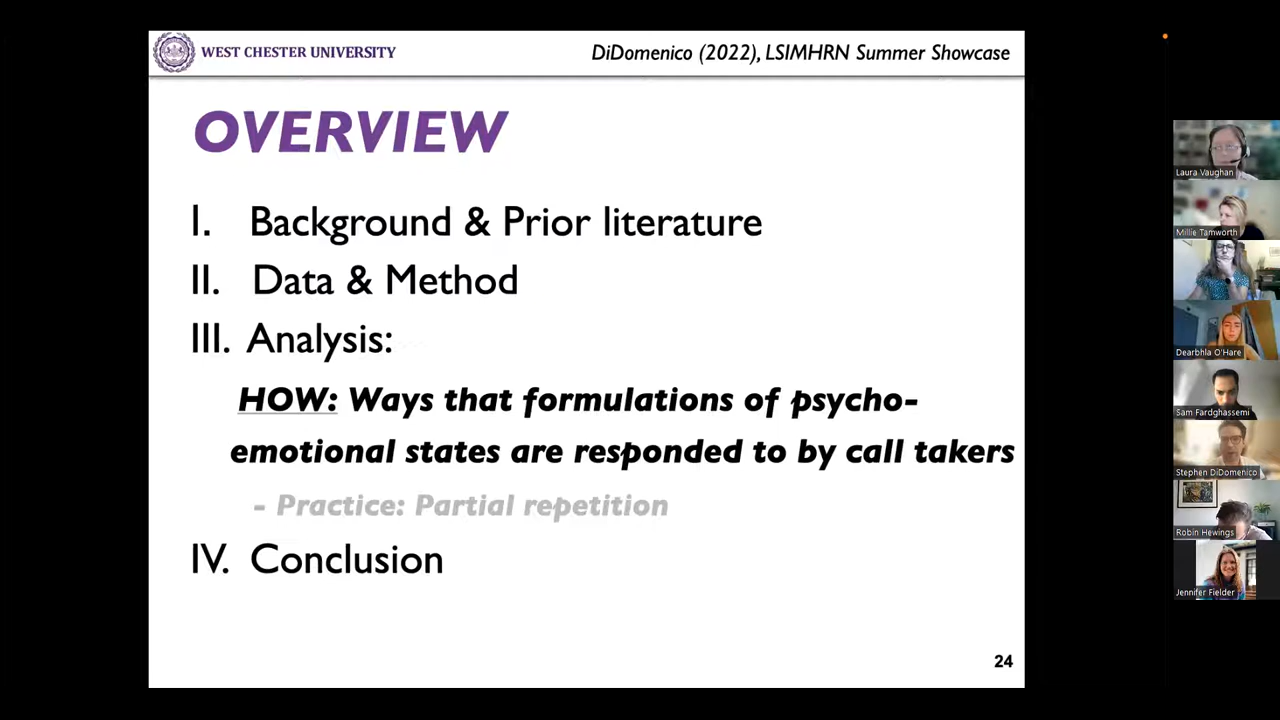 WEST CHESTER UNIVERSITY
DiDomenico (2022), LSIMHRN Summer Showcase
OVERVIEW
I. Background & Prior literature
II. Data & Method
III. Analysis:
HOW: Ways that formulations of psycho-
emotional states are responded to by call takers
- Practice: Partial repetition
IV. Conclusion
24
Laura Vaughan
Millie Tamworth
Dearbhla O'Hare
Sam Fardghassemi
Stephen DiDomenico
Robin Hewings
Jennifer Fielder